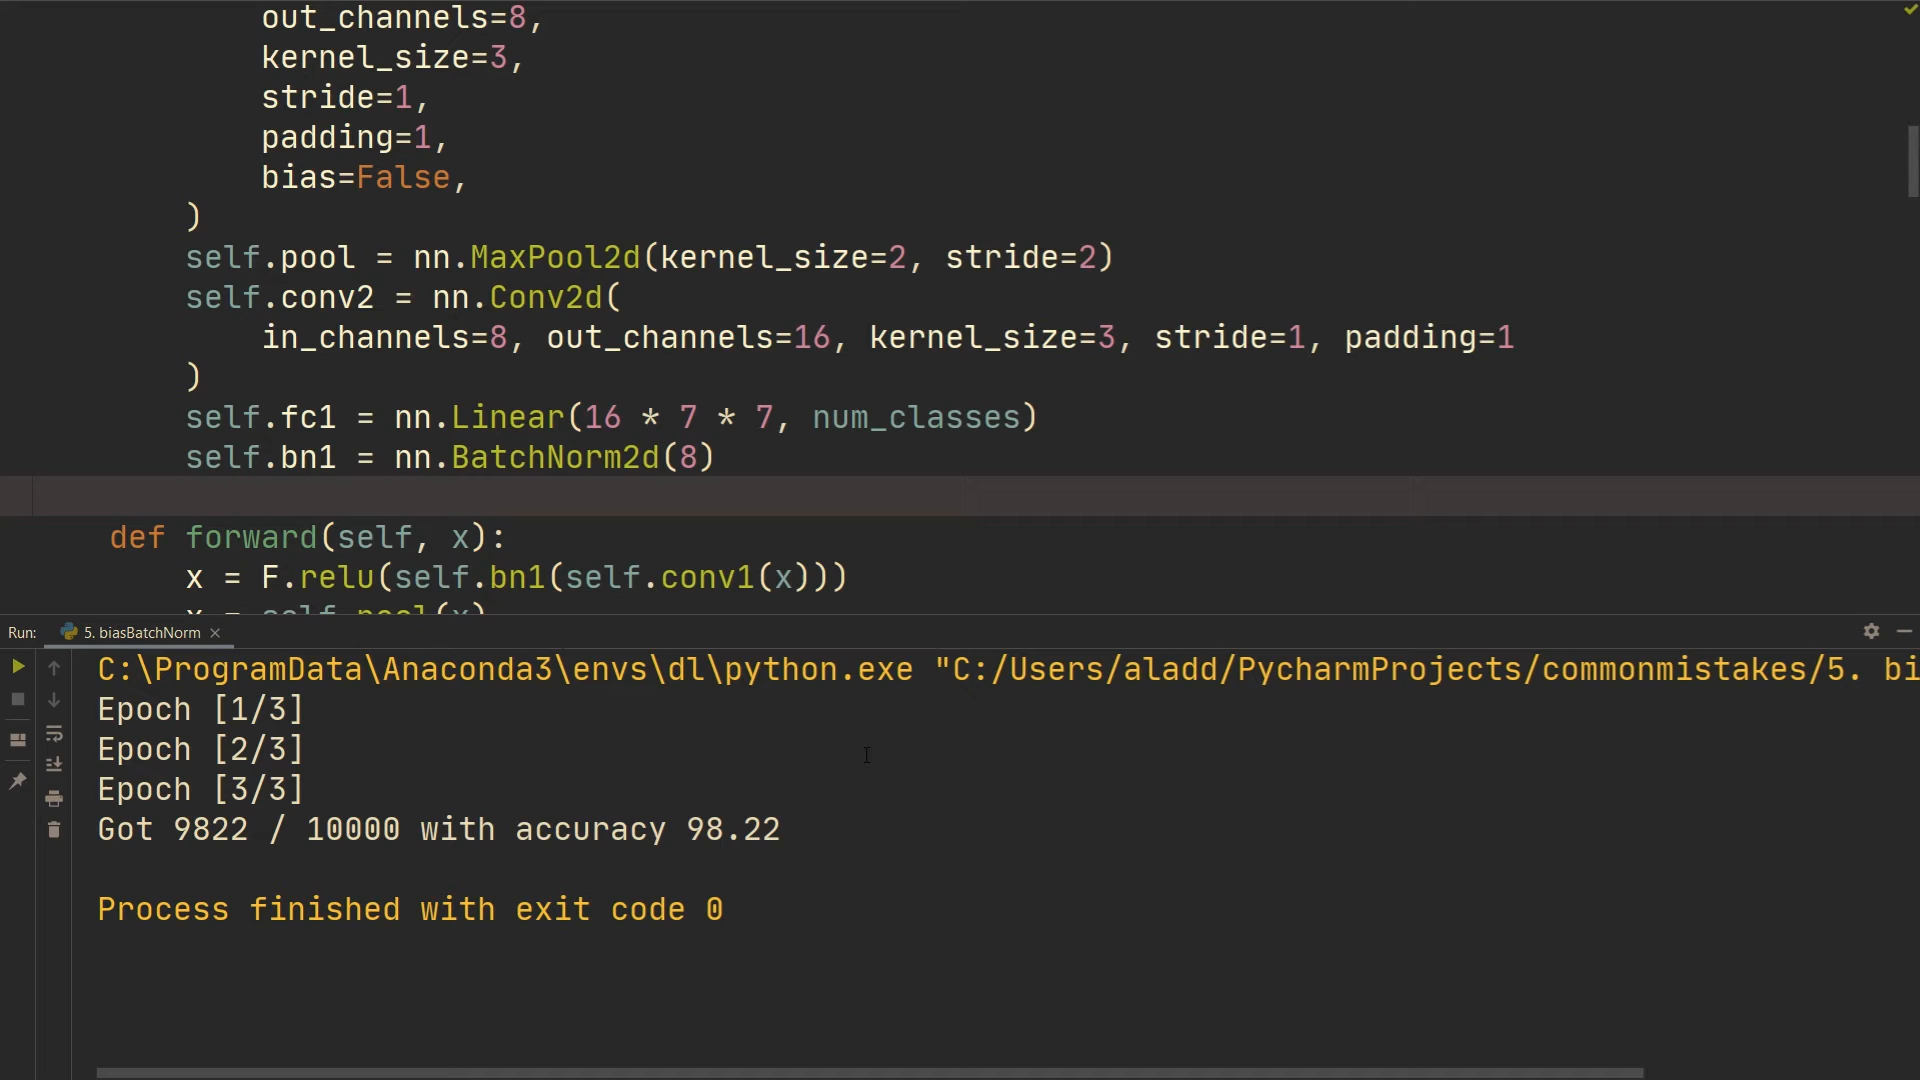 out_channels=8,
kernel_size=3,
stride=1,
padding=1,
bias=False,
)
self.pool = nn.MaxPool2d(kernel_size=2, stride=2)
self.conv2 = nn.Conv2d(
in_channels=8, out_channels=16, kernel_size=3, stride=1, padding=1
)
self.fc1 = nn.Linear(16 * 7 * 7, num_classes)
self.bn1 = nn.BatchNorm2d(8)
def forward(self, x):
x = F.relu(self.bn1(self.conv1(x)))
x = self.pool(x)
Run: 5. biasBatchNorm
C:\ProgramData\Anaconda3\envs\dl\python.exe "C:/Users/aladd/PycharmProjects/commonmistakes/5. bi
Epoch [1/3]
Epoch [2/3]
Epoch [3/3]
Got 9822 / 10000 with accuracy 98.22
Process finished with exit code 0